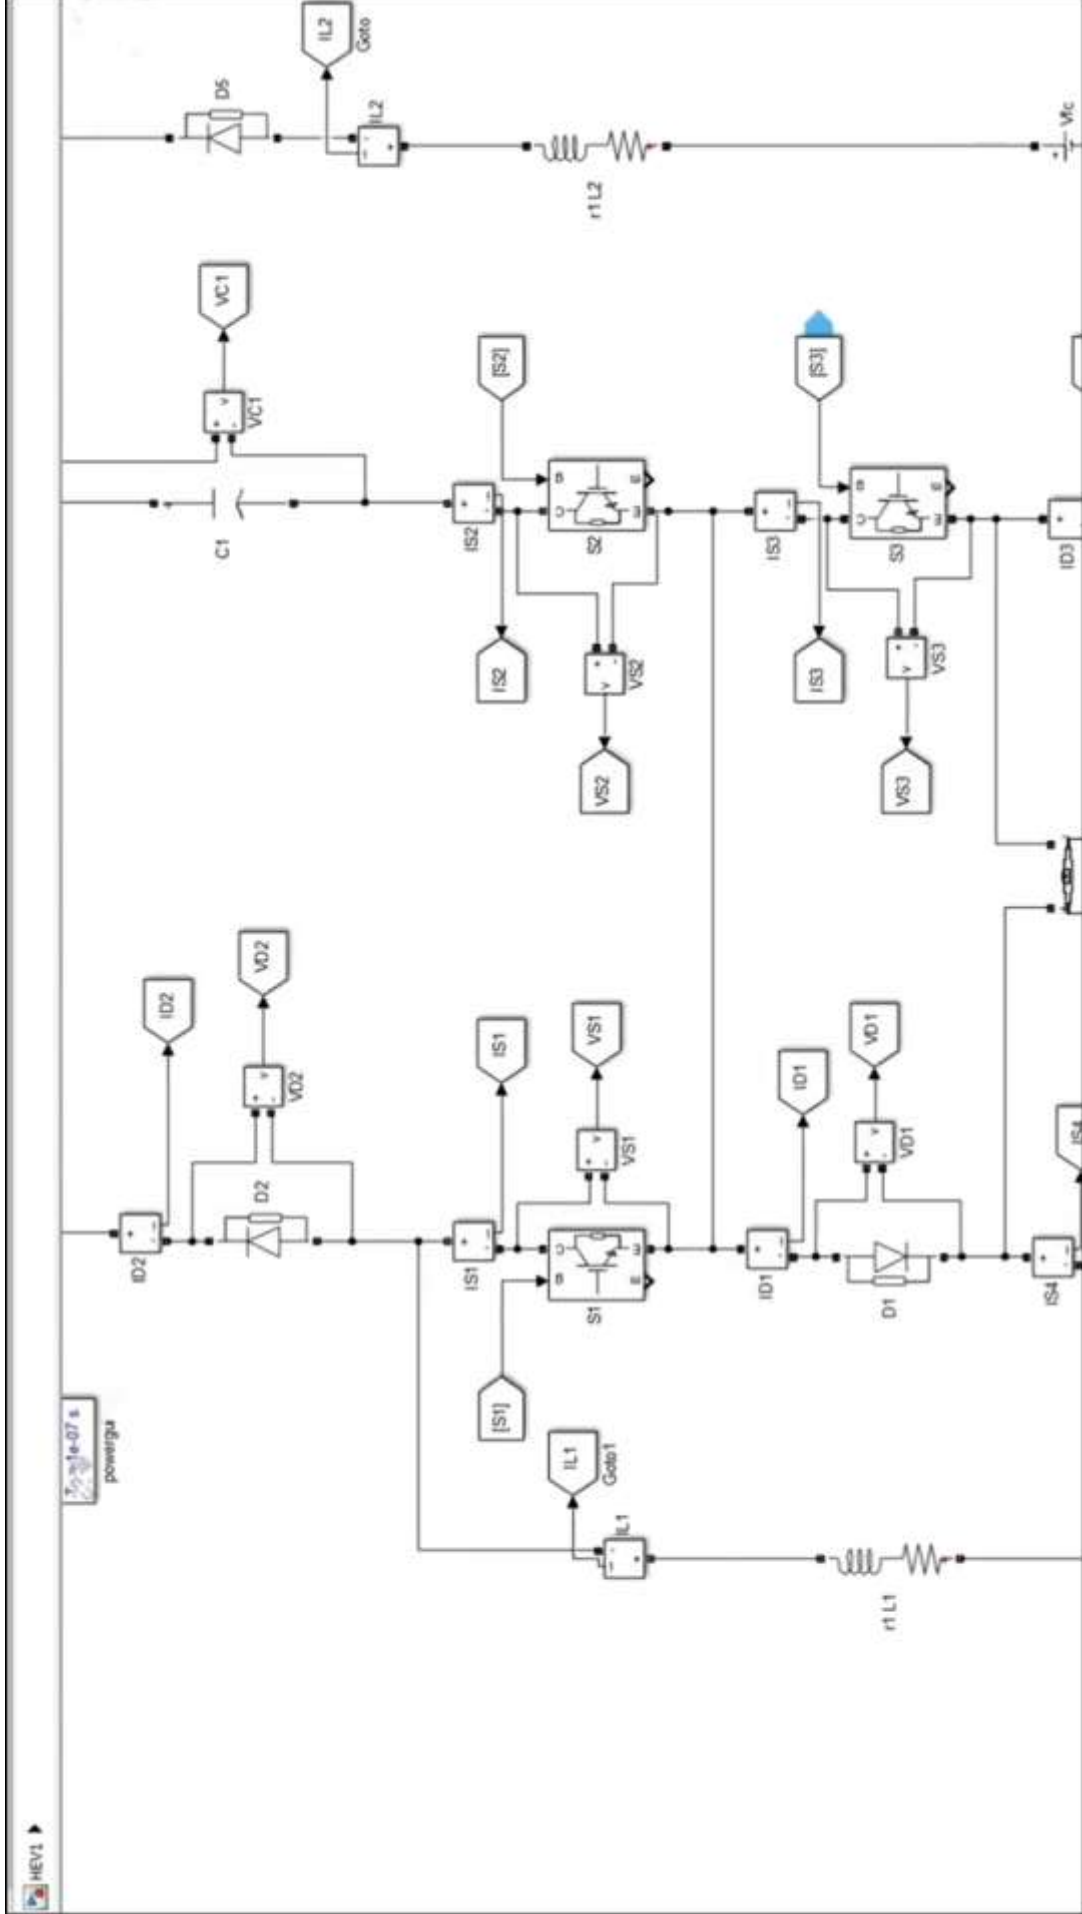 HEV1
powergui
ID2
ID2
VD2
VD2
D2
VC1
VC1
C1
D5
IL2
Goto
IL2
r1 L2
Vfc
[S1]
IS1
IS1
VS1
VS1
S1
IL1
Goto1
IL1
r1 L1
[S2]
IS2
IS2
S2
VS2
VS2
[S3]
IS3
IS3
S3
VS3
VS3
ID1
ID1
VD1
VD1
D1
IS4
IS4
ID3